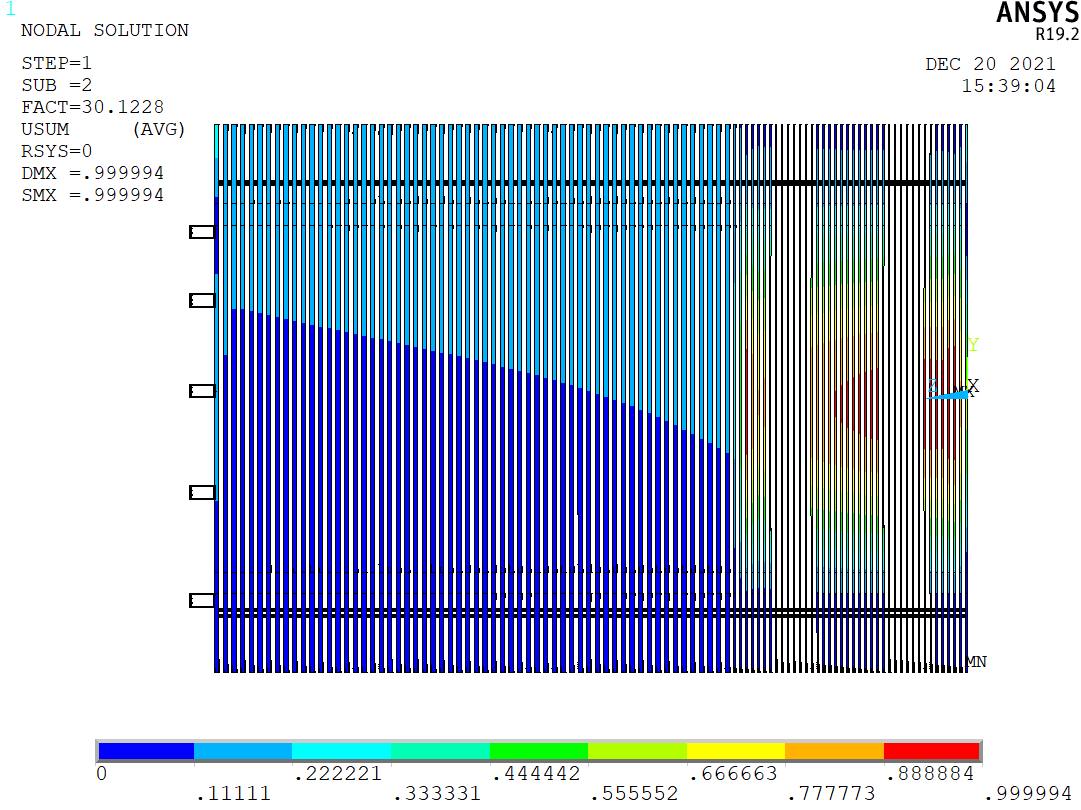 1
ANSYS
R19.2
NODAL SOLUTION
STEP=1
SUB =2
FACT=30.1228
USUM (AVG)
RSYS=0
DMX =.999994
SMX =.999994
DEC 20 2021
15:39:04
Y
Z
MX
X
MN
0 .222221 .444442 .666663 .888884
.11111 .333331 .555552 .777773 .999994